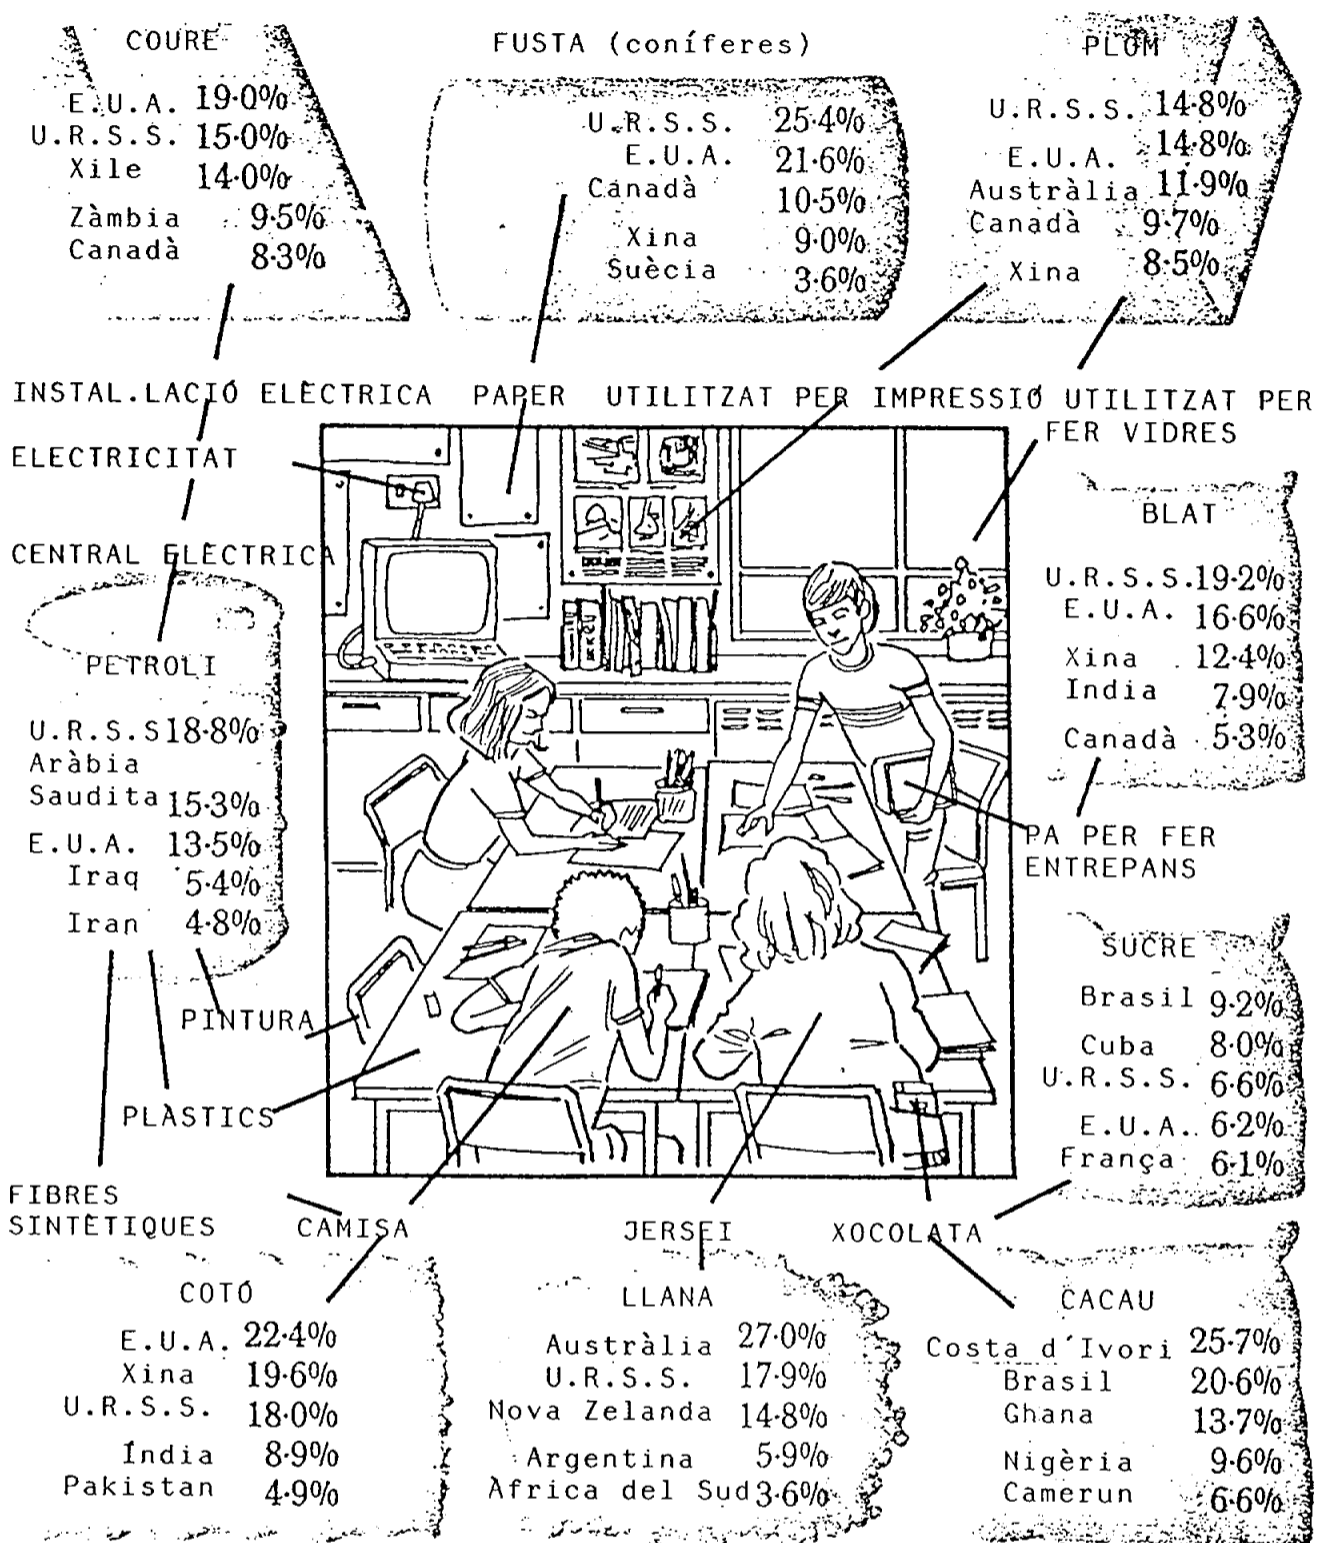 COURE
E.U.A. 19·0%
U.R.S.S. 15·0%
Xile 14·0%
Zàmbia 9·5%
Canadà 8·3%
FUSTA (coníferes)
U.R.S.S. 25·4%
E.U.A. 21·6%
Canadà 10·5%
Xina 9·0%
Suècia 3·6%
PLOM
U.R.S.S. 14·8%
E.U.A. 14·8%
Austràlia 11·9%
Canadà 9·7%
Xina 8·5%
INSTAL.LACIÓ ELÈCTRICA
PAPER
UTILITZAT PER IMPRESSIÓ
UTILITZAT PER
FER VIDRES
ELECTRICITAT
CENTRAL ELÈCTRICA
PETROLI
U.R.S.S 18·8%
Aràbia
Saudita 15·3%
E.U.A. 13·5%
Iraq 5·4%
Iran 4·8%
BLAT
U.R.S.S. 19·2%
E.U.A. 16·6%
Xina 12·4%
India 7·9%
Canadà 5·3%
PA PER FER
ENTREPANS
PINTURA
PLÀSTICS
SUCRE
Brasil 9·2%
Cuba 8·0%
U.R.S.S. 6·6%
E.U.A. 6·2%
França 6·1%
FIBRES
SINTÈTIQUES
CAMISA
JERSEI
XOCOLATA
COTÓ
E.U.A. 22·4%
Xina 19·6%
U.R.S.S. 18·0%
Índia 8·9%
Pakistan 4·9%
LLANA
Austràlia 27·0%
U.R.S.S. 17·9%
Nova Zelanda 14·8%
Argentina 5·9%
Àfrica del Sud 3·6%
CACAU
Costa d'Ivori 25·7%
Brasil 20·6%
Ghana 13·7%
Nigèria 9·6%
Camerun 6·6%